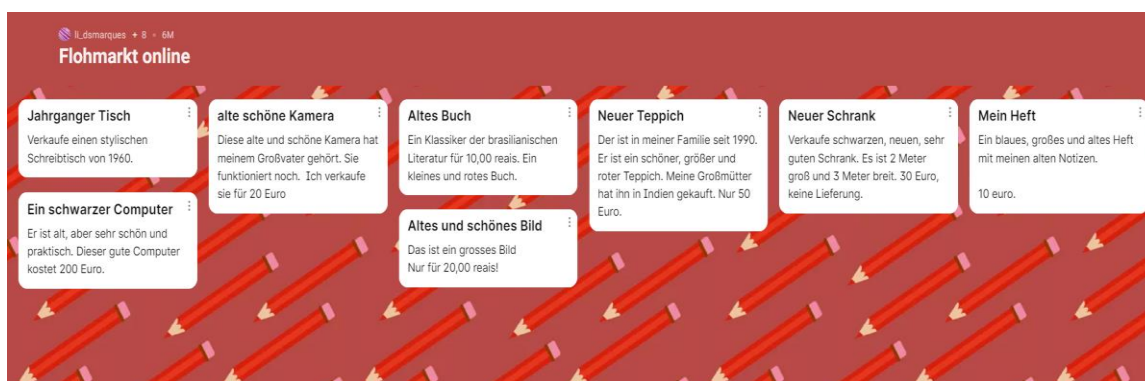 li_dsmarques + 8 • 6M
Flohmarkt online
Jahrganger Tisch
Verkaufe einen stylischen
Schreibtisch von 1960.
Ein schwarzer Computer
Er ist alt, aber sehr schön und
praktisch. Dieser gute Computer
kostet 200 Euro.
alte schöne Kamera
Diese alte und schöne Kamera hat
meinem Großvater gehört. Sie
funktioniert noch. Ich verkaufe
sie für 20 Euro
Altes Buch
Ein Klassiker der brasilianischen
Literatur für 10,00 reais. Ein
kleines und rotes Buch.
Altes und schönes Bild
Das ist ein grosses Bild
Nur für 20,00 reais!
Neuer Teppich
Der ist in meiner Familie seit 1990.
Er ist ein schöner, größer und
roter Teppich. Meine Großmütter
hat ihn in Indien gekauft. Nur 50
Euro.
Neuer Schrank
Verkaufe schwarzen, neuen, sehr
guten Schrank. Es ist 2 Meter
groß und 3 Meter breit. 30 Euro,
keine Lieferung.
Mein Heft
Ein blaues, großes und altes Heft
mit meinen alten Notizen.
10 euro.